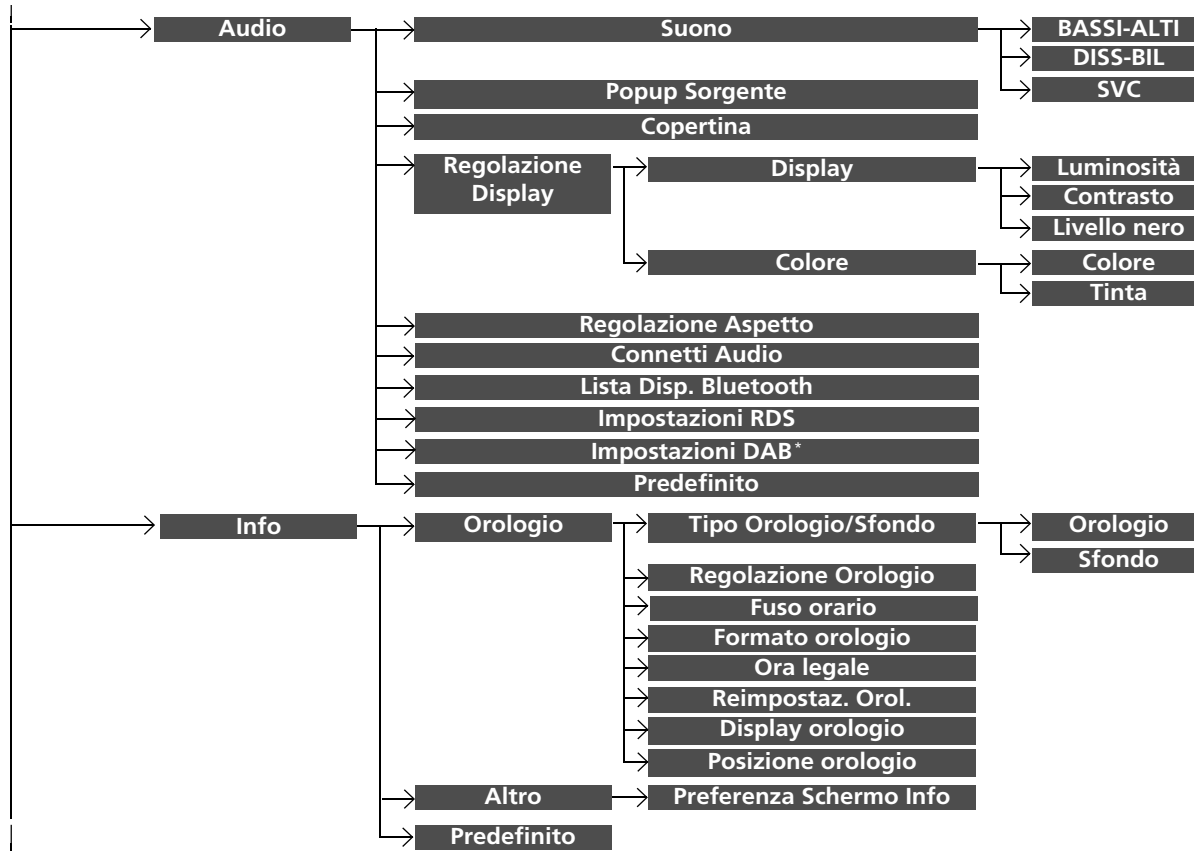 Audio
Suono
BASSI-ALTI
DISS-BIL
SVC
Popup Sorgente
Copertina
Regolazione
Display
Display
Luminosità
Contrasto
Livello nero
Colore
Colore
Tinta
Regolazione Aspetto
Connetti Audio
Lista Disp. Bluetooth
Impostazioni RDS
Impostazioni DAB*
Predefinito
Info
Orologio
Tipo Orologio/Sfondo
Orologio
Sfondo
Regolazione Orologio
Fuso orario
Formato orologio
Ora legale
Reimpostaz. Orol.
Display orologio
Posizione orologio
Altro
Preferenza Schermo Info
Predefinito